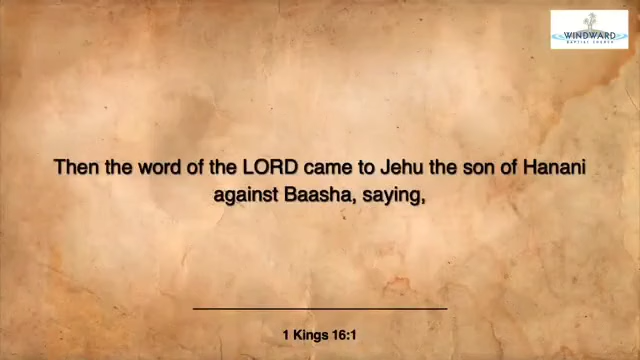 WINDWARD
BAPTIST CHURCH
Then the word of the LORD came to Jehu the son of Hanani
against Baasha, saying,
1 Kings 16:1